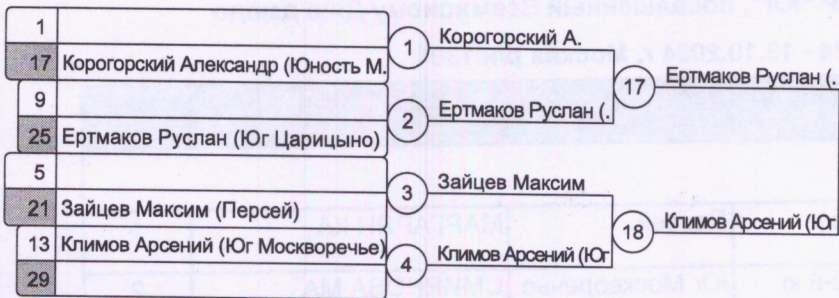 1
17 Корогорский Александр (Юность М.
9
25 Ертмаков Руслан (Юг Царицыно)
5
21 Зайцев Максим (Персей)
13 Климов Арсений (Юг Москворечье)
29
1 Корогорский А.
2 Ертмаков Руслан (.
3 Зайцев Максим
4 Климов Арсений (Юг
17 Ертмаков Руслан (.
18 Климов Арсений (Юг